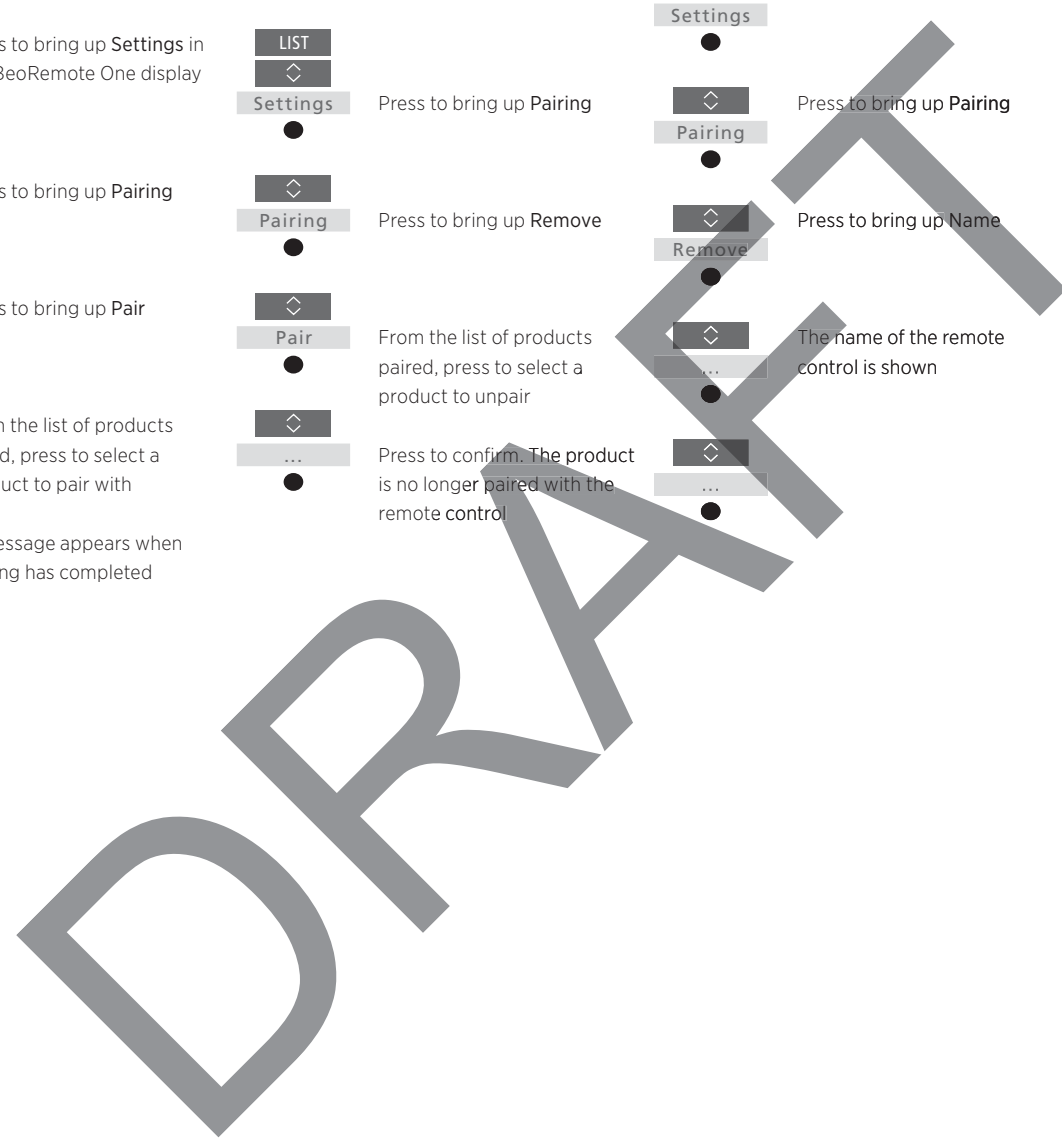 s to bring up Settings in
BeoRemote One display
LIST
Settings
s to bring up Pairing
Pairing
s to bring up Pair
Pair
the list of products
d, press to select a
uct to pair with
...
essage appears when
ng has completed
Settings
Press to bring up Pairing
Pairing
Press to bring up Remove
Remove
From the list of products
paired, press to select a
product to unpair
...
Press to confirm. The product
is no longer paired with the
remote control
...
Press to bring up Pairing
Press to bring up Name
The name of the remote
control is shown
DRAFT